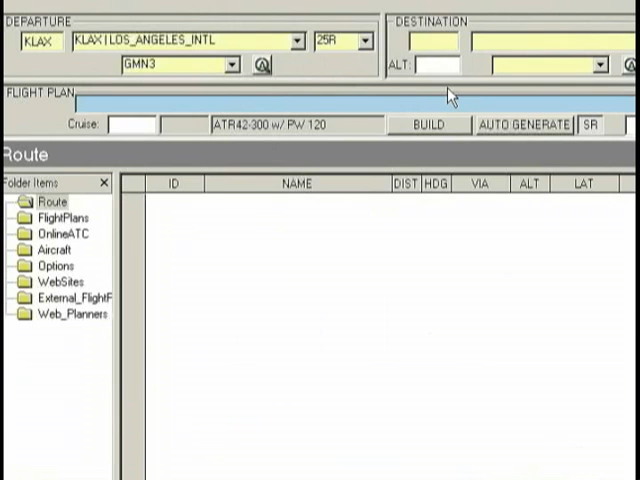 DEPARTURE
DESTINATION
KLAX KLAX|LOS_ANGELES_INTL 25R
GMN3
ALT:
FLIGHT PLAN
Cruise: ATR42-300 w/ PW 120 BUILD AUTO GENERATE SR
Route
Folder Items
ID NAME DIST HDG VIA ALT LAT
Route
FlightPlans
OnlineATC
Aircraft
Options
WebSites
External_FlightF
Web_Planners